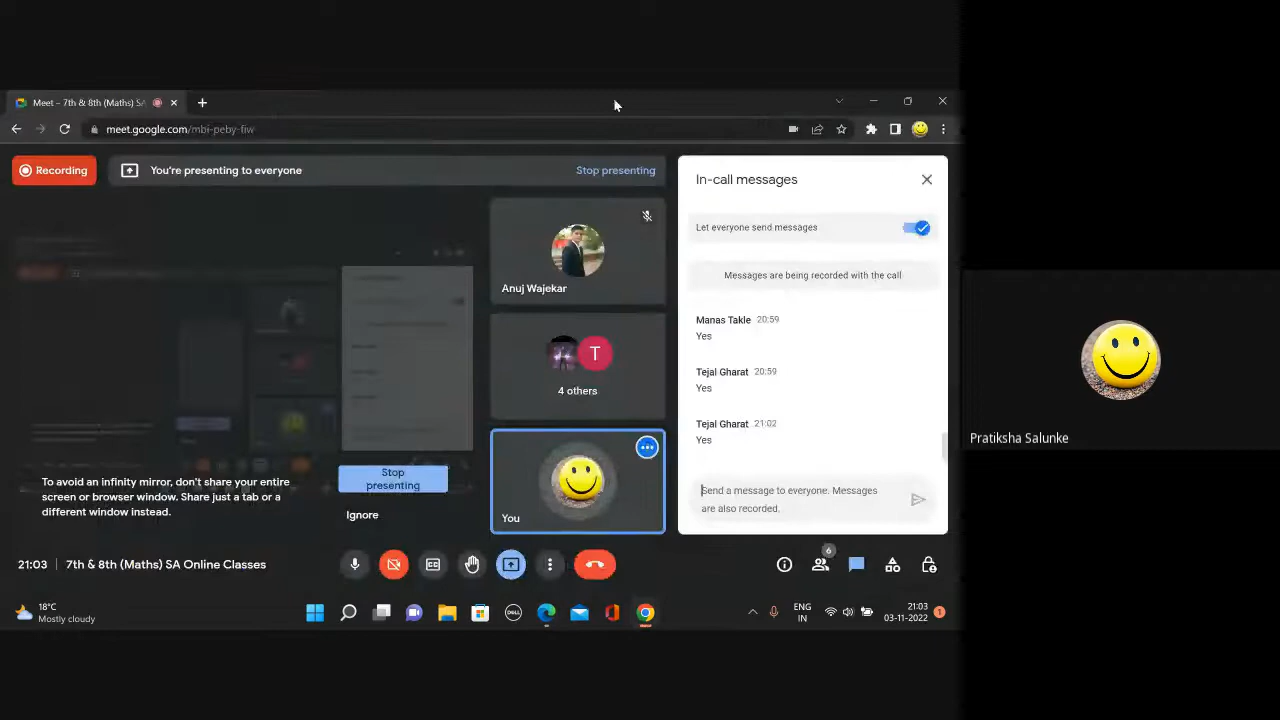 Meet – 7th & 8th (Maths) SA
meet.google.com/mbi-peby-fiw
Recording
You're presenting to everyone
Stop presenting
In-call messages
Let everyone send messages
Messages are being recorded with the call
Anuj Wajekar
Manas Takle 20:59
Yes
Tejal Gharat 20:59
Yes
T
4 others
Tejal Gharat 21:02
Yes
Pratiksha Salunke
To avoid an infinity mirror, don't share your entire
screen or browser window. Share just a tab or a
different window instead.
Stop
presenting
Ignore
You
Send a message to everyone. Messages
are also recorded.
21:03 | 7th & 8th (Maths) SA Online Classes
6
18°C
Mostly cloudy
DELL
ENG
IN
21:03
03-11-2022
1